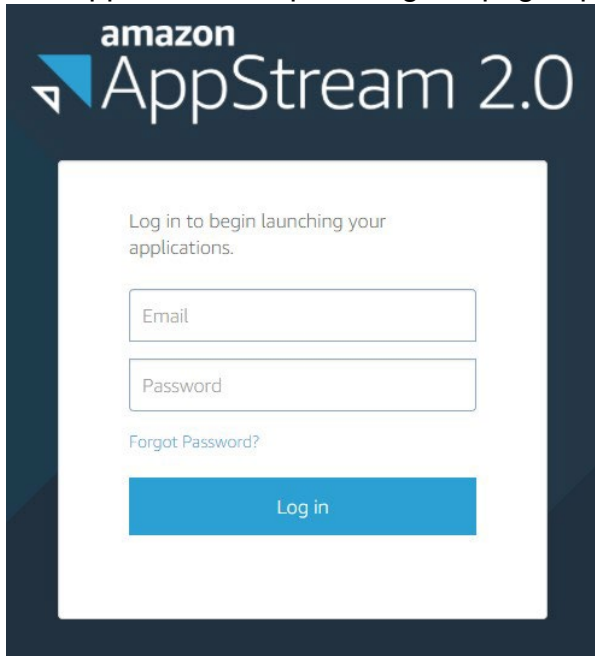 amazon
AppStream 2.0
Log in to begin launching your
applications.
Email
Password
Forgot Password?
Log in